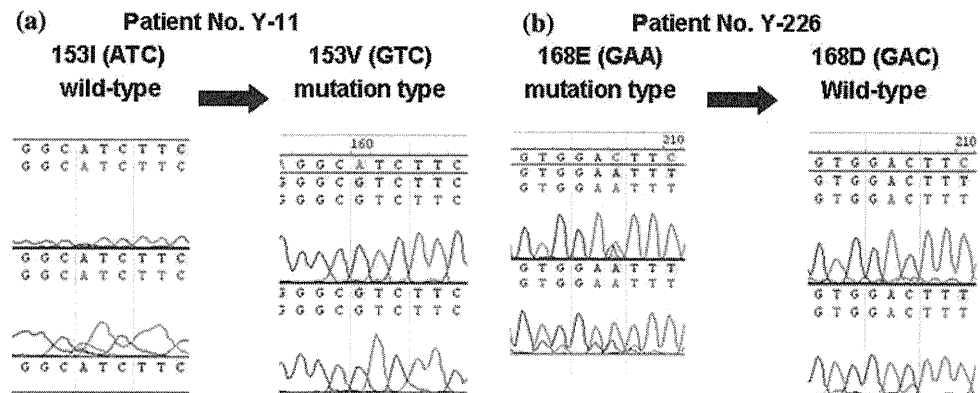 (a) Patient No. Y-11
153I (ATC)
wild-type
153V (GTC)
mutation type
G G C A T C T T C
G G C A T C T T C
G G C A T C T T C
G G C A T C T T C
G G C A T C T T C
160
G G C A T C T T C
G G G C G T C T T C
G G G C G T C T T C
G G G C G T C T T C
G G G C G T C T T C
(b) Patient No. Y-226
168E (GAA)
mutation type
168D (GAC)
Wild-type
210
G T G G A C T T C
G T G G A A T T T
G T G G A A T T T
G T G G A A T T T
G T G G A A T T T
210
G T G G A C T T C
G T G G A C T T T
G T G G A C T T T
G T G G A C T T T
G T G G A C T T T